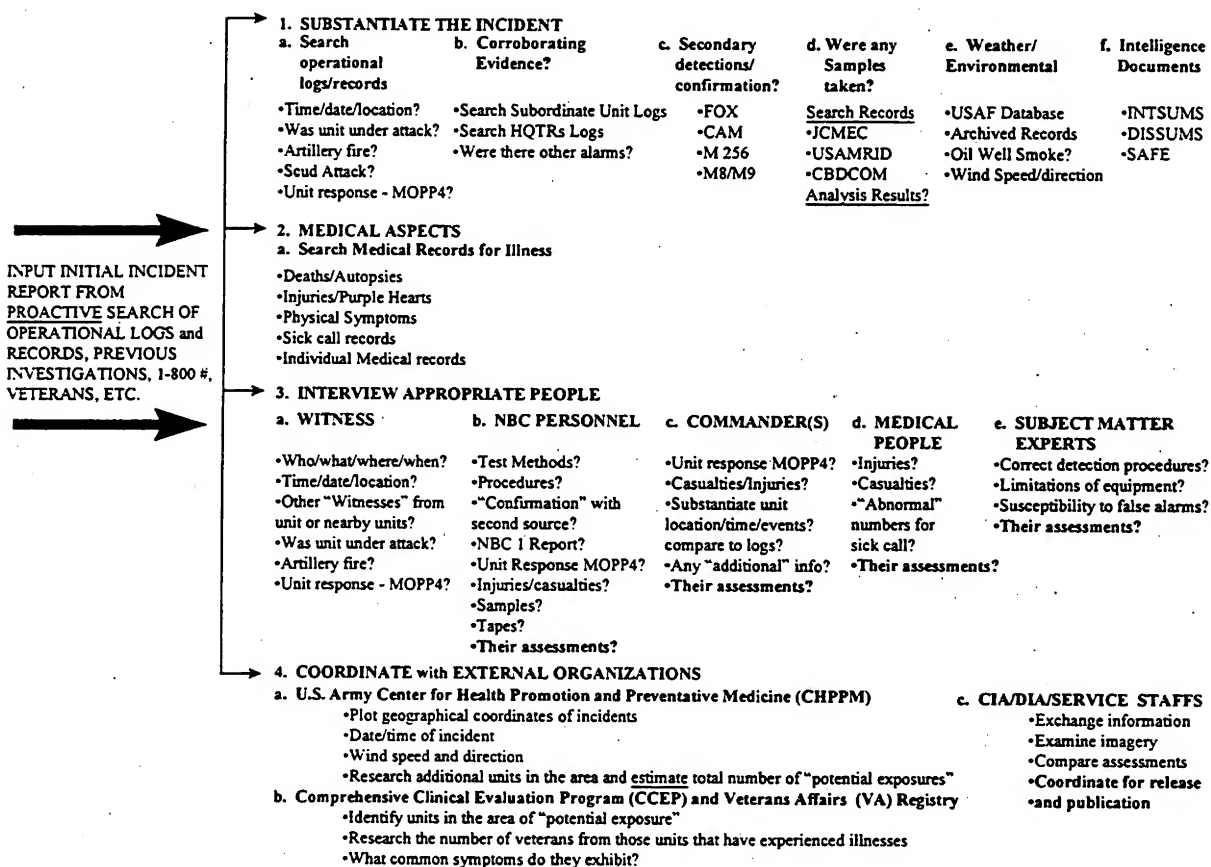 INPUT INITIAL INCIDENT
REPORT FROM
PROACTIVE SEARCH OF
OPERATIONAL LOGS and
RECORDS, PREVIOUS
INVESTIGATIONS, 1-800 #,
VETERANS, ETC.
1. SUBSTANTIATE THE INCIDENT
a. Search
operational
logs/records
•Time/date/location?
•Was unit under attack?
•Artillery fire?
•Scud Attack?
•Unit response - MOPP4?
b. Corroborating
Evidence?
•Search Subordinate Unit Logs
•Search HQTRs Logs
•Were there other alarms?
c. Secondary
detections/
confirmation?
•FOX
•CAM
•M 256
•M8/M9
d. Were any
Samples
taken?
Search Records
•JCMEC
•USAMRID
•CBDCOM
Analysis Results?
e. Weather/
Environmental
•USAF Database
•Archived Records
•Oil Well Smoke?
•Wind Speed/direction
f. Intelligence
Documents
•INTSUMS
•DISSUMS
•SAFE
2. MEDICAL ASPECTS
a. Search Medical Records for Illness
•Deaths/Autopsies
•Injuries/Purple Hearts
•Physical Symptoms
•Sick call records
•Individual Medical records
3. INTERVIEW APPROPRIATE PEOPLE
a. WITNESS
•Who/what/where/when?
•Time/date/location?
•Other "Witnesses" from
unit or nearby units?
•Was unit under attack?
•Artillery fire?
•Unit response - MOPP4?
b. NBC PERSONNEL
•Test Methods?
•Procedures?
•"Confirmation" with
second source?
•NBC 1 Report?
•Unit Response MOPP4?
•Injuries/casualties?
•Samples?
•Tapes?
•Their assessments?
c. COMMANDER(S)
•Unit response MOPP4?
•Casualties/Injuries?
•Substantiate unit
location/time/events?
compare to logs?
•Any "additional" info?
•Their assessments?
d. MEDICAL
PEOPLE
•Injuries?
•Casualties?
•"Abnormal"
numbers for
sick call?
•Their assessments?
e. SUBJECT MATTER
EXPERTS
•Correct detection procedures?
•Limitations of equipment?
•Susceptibility to false alarms?
•Their assessments?
4. COORDINATE with EXTERNAL ORGANIZATIONS
a. U.S. Army Center for Health Promotion and Preventative Medicine (CHPPM)
•Plot geographical coordinates of incidents
•Date/time of incident
•Wind speed and direction
•Research additional units in the area and estimate total number of "potential exposures"
b. Comprehensive Clinical Evaluation Program (CCEP) and Veterans Affairs (VA) Registry
•Identify units in the area of "potential exposure"
•Research the number of veterans from those units that have experienced illnesses
•What common symptoms do they exhibit?
c. CIA/DIA/SERVICE STAFFS
•Exchange information
•Examine imagery
•Compare assessments
•Coordinate for release
•and publication